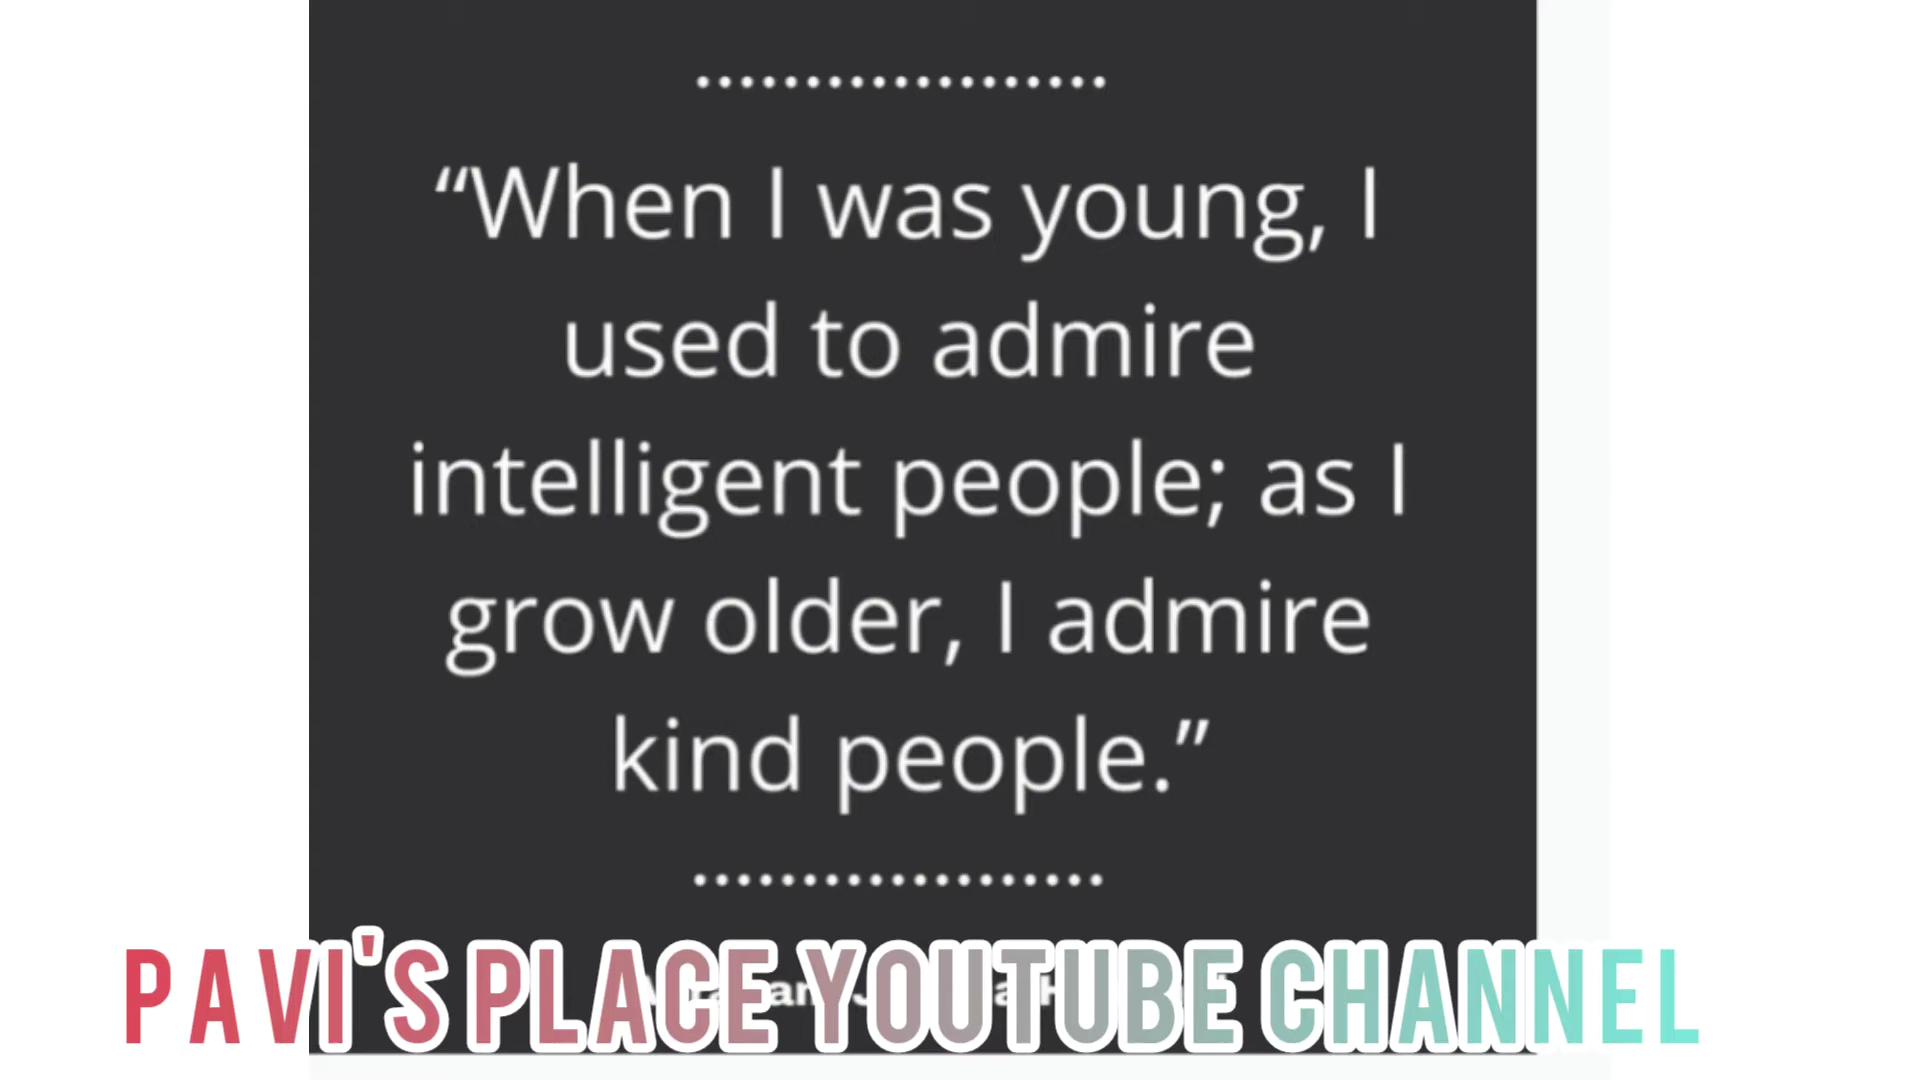 “When I was young, I
used to admire
intelligent people; as I
grow older, I admire
kind people.”
PAVI'S PLACE YOUTUBE CHANNEL